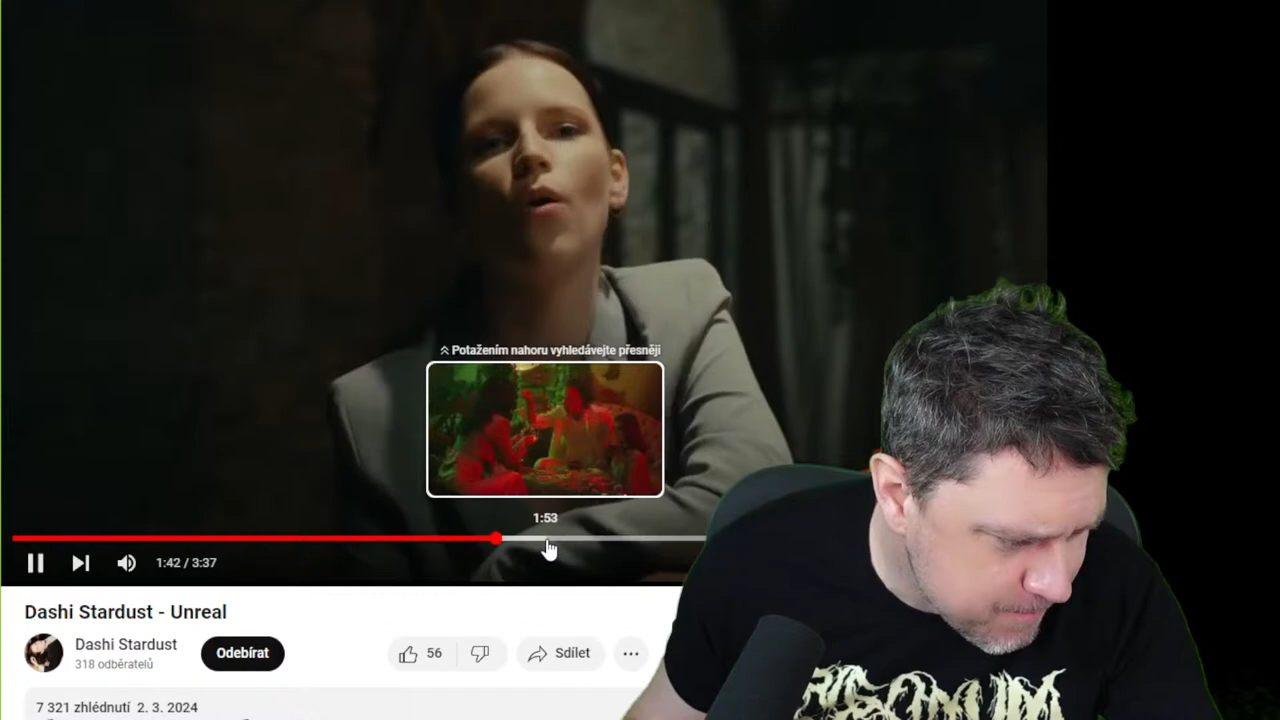 Potažením nahoru vyhledávejte přesněji
1:53
1:42 / 3:37
Dashi Stardust - Unreal
Dashi Stardust
318 odběratelů
Odebírat
56
Sdílet
7 321 zhlédnutí 2. 3. 2024